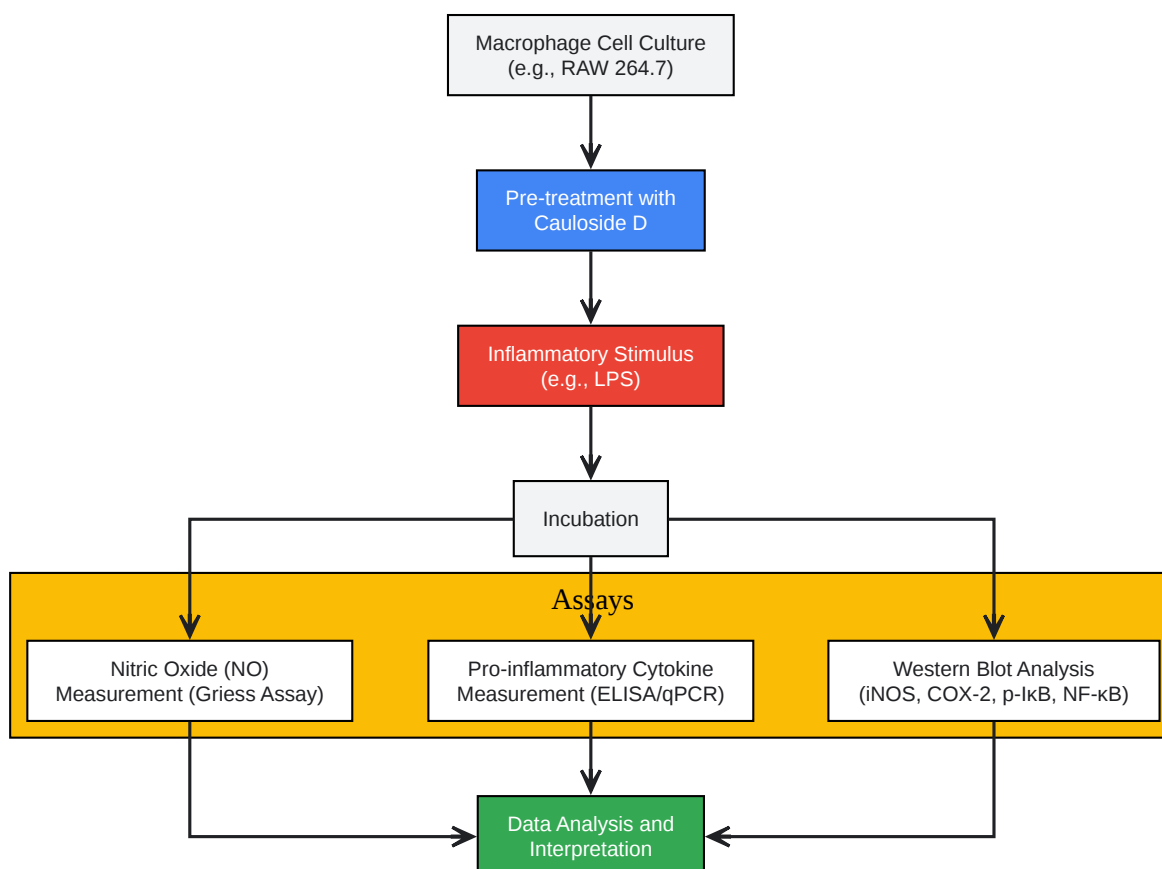 Macrophage Cell Culture
(e.g., RAW 264.7)
Pre-treatment with
Cauloside D
Inflammatory Stimulus
(e.g., LPS)
Incubation
Assays
Nitric Oxide (NO)
Measurement (Griess Assay)
Pro-inflammatory Cytokine
Measurement (ELISA/qPCR)
Western Blot Analysis
(iNOS, COX-2, p-IκB, NF-κB)
Data Analysis and
Interpretation